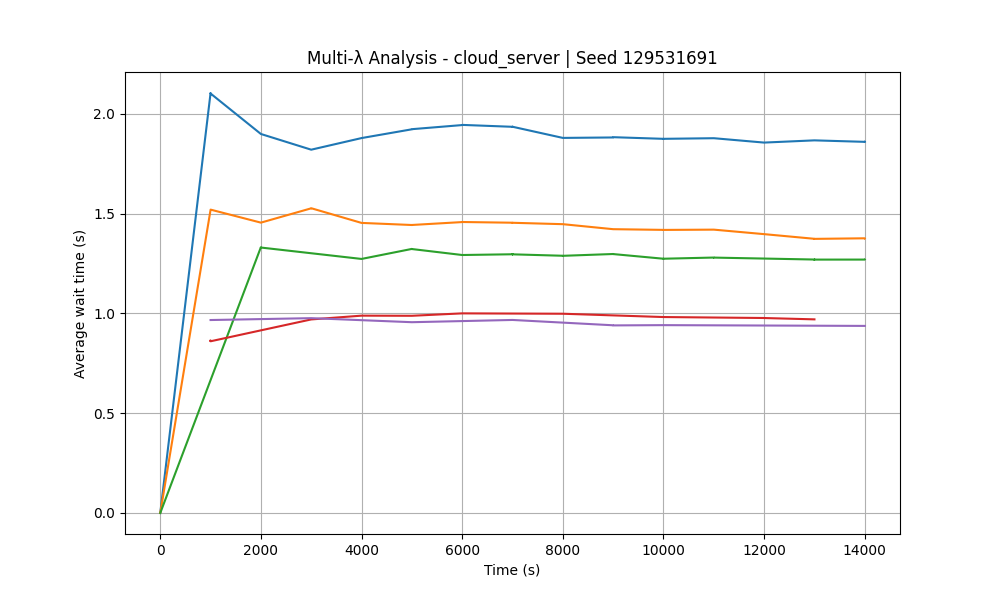 Multi-λ Analysis - cloud_server | Seed 129531691
Average wait time (s)
2.0
1.5
1.0
0.5
0.0
0 2000 4000 6000 8000 10000 12000 14000
Time (s)